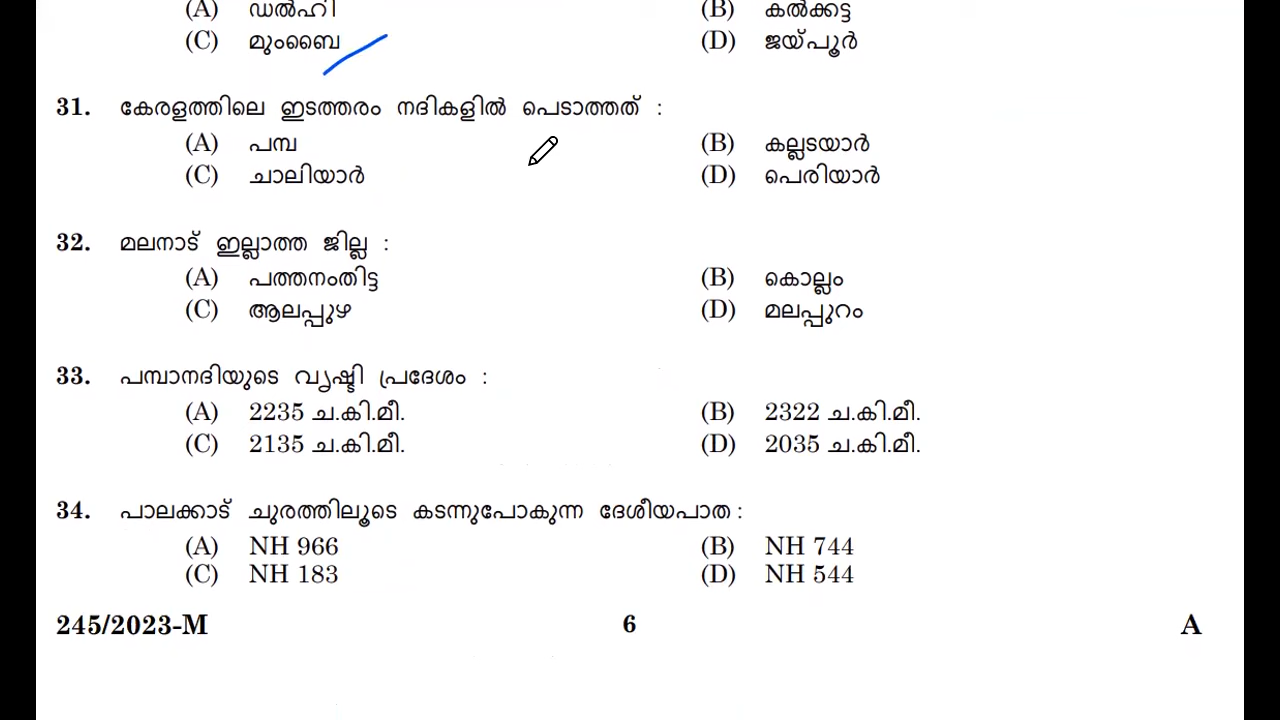 (A) ഡൽഹി (B) കൽക്കട്ട
(C) മുംബൈ (D) ജയ്പൂർ
31. കേരളത്തിലെ ഇടത്തരം നദികളിൽ പെടാത്തത് :
(A) പമ്പ (B) കല്ലടയാർ
(C) ചാലിയാർ (D) പെരിയാർ
32. മലനാട് ഇല്ലാത്ത ജില്ല :
(A) പത്തനംതിട്ട (B) കൊല്ലം
(C) ആലപ്പുഴ (D) മലപ്പുറം
33. പമ്പാനദിയുടെ വൃഷ്ടി പ്രദേശം :
(A) 2235 ച.കി.മീ. (B) 2322 ച.കി.മീ.
(C) 2135 ച.കി.മീ. (D) 2035 ച.കി.മീ.
34. പാലക്കാട് ചുരത്തിലൂടെ കടന്നുപോകുന്ന ദേശീയപാത :
(A) NH 966 (B) NH 744
(C) NH 183 (D) NH 544
245/2023-M 6 A